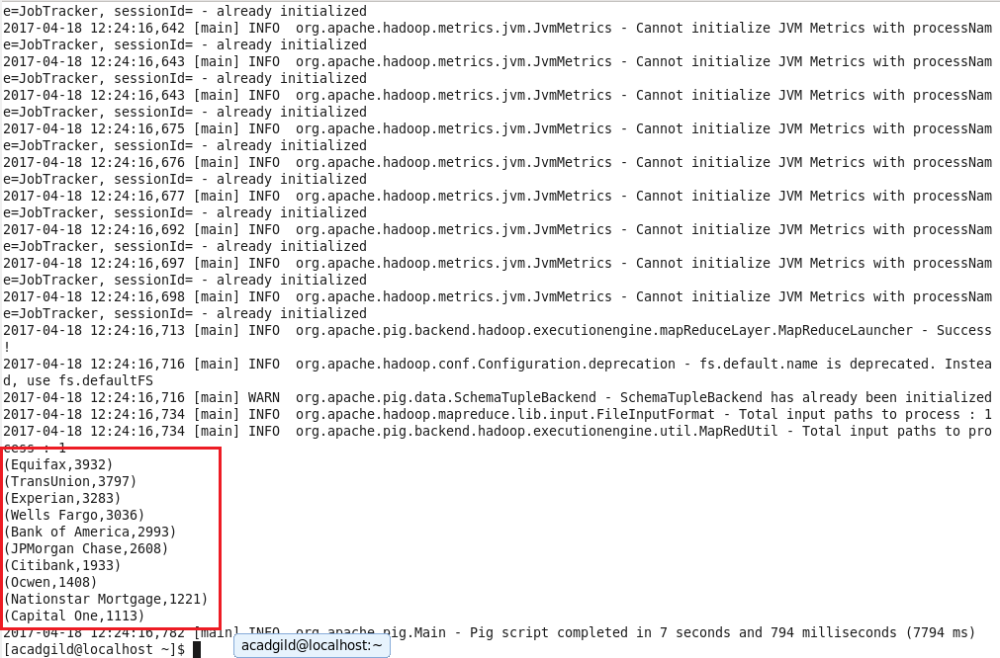 e=JobTracker, sessionId= - already initialized
2017-04-18 12:24:16,642 [main] INFO  org.apache.hadoop.metrics.jvm.JvmMetrics - Cannot initialize JVM Metrics with processNam
e=JobTracker, sessionId= - already initialized
2017-04-18 12:24:16,643 [main] INFO  org.apache.hadoop.metrics.jvm.JvmMetrics - Cannot initialize JVM Metrics with processNam
e=JobTracker, sessionId= - already initialized
2017-04-18 12:24:16,643 [main] INFO  org.apache.hadoop.metrics.jvm.JvmMetrics - Cannot initialize JVM Metrics with processNam
e=JobTracker, sessionId= - already initialized
2017-04-18 12:24:16,675 [main] INFO  org.apache.hadoop.metrics.jvm.JvmMetrics - Cannot initialize JVM Metrics with processNam
e=JobTracker, sessionId= - already initialized
2017-04-18 12:24:16,676 [main] INFO  org.apache.hadoop.metrics.jvm.JvmMetrics - Cannot initialize JVM Metrics with processNam
e=JobTracker, sessionId= - already initialized
2017-04-18 12:24:16,677 [main] INFO  org.apache.hadoop.metrics.jvm.JvmMetrics - Cannot initialize JVM Metrics with processNam
e=JobTracker, sessionId= - already initialized
2017-04-18 12:24:16,692 [main] INFO  org.apache.hadoop.metrics.jvm.JvmMetrics - Cannot initialize JVM Metrics with processNam
e=JobTracker, sessionId= - already initialized
2017-04-18 12:24:16,697 [main] INFO  org.apache.hadoop.metrics.jvm.JvmMetrics - Cannot initialize JVM Metrics with processNam
e=JobTracker, sessionId= - already initialized
2017-04-18 12:24:16,698 [main] INFO  org.apache.hadoop.metrics.jvm.JvmMetrics - Cannot initialize JVM Metrics with processNam
e=JobTracker, sessionId= - already initialized
2017-04-18 12:24:16,713 [main] INFO  org.apache.pig.backend.hadoop.executionengine.mapReduceLayer.MapReduceLauncher - Success
!
2017-04-18 12:24:16,716 [main] INFO  org.apache.hadoop.conf.Configuration.deprecation - fs.default.name is deprecated. Instea
d, use fs.defaultFS
2017-04-18 12:24:16,716 [main] WARN  org.apache.pig.data.SchemaTupleBackend - SchemaTupleBackend has already been initialized
2017-04-18 12:24:16,734 [main] INFO  org.apache.hadoop.mapreduce.lib.input.FileInputFormat - Total input paths to process : 1
2017-04-18 12:24:16,734 [main] INFO  org.apache.pig.backend.hadoop.executionengine.util.MapRedUtil - Total input paths to pro
cess : 1
(Equifax,3932)
(TransUnion,3797)
(Experian,3283)
(Wells Fargo,3036)
(Bank of America,2993)
(JPMorgan Chase,2608)
(Citibank,1933)
(Ocwen,1408)
(Nationstar Mortgage,1221)
(Capital One,1113)
2017-04-18 12:24:16,782 [main] INFO  org.apache.pig.Main - Pig script completed in 7 seconds and 794 milliseconds (7794 ms)
[acadgild@localhost ~]$
acadgild@localhost:~